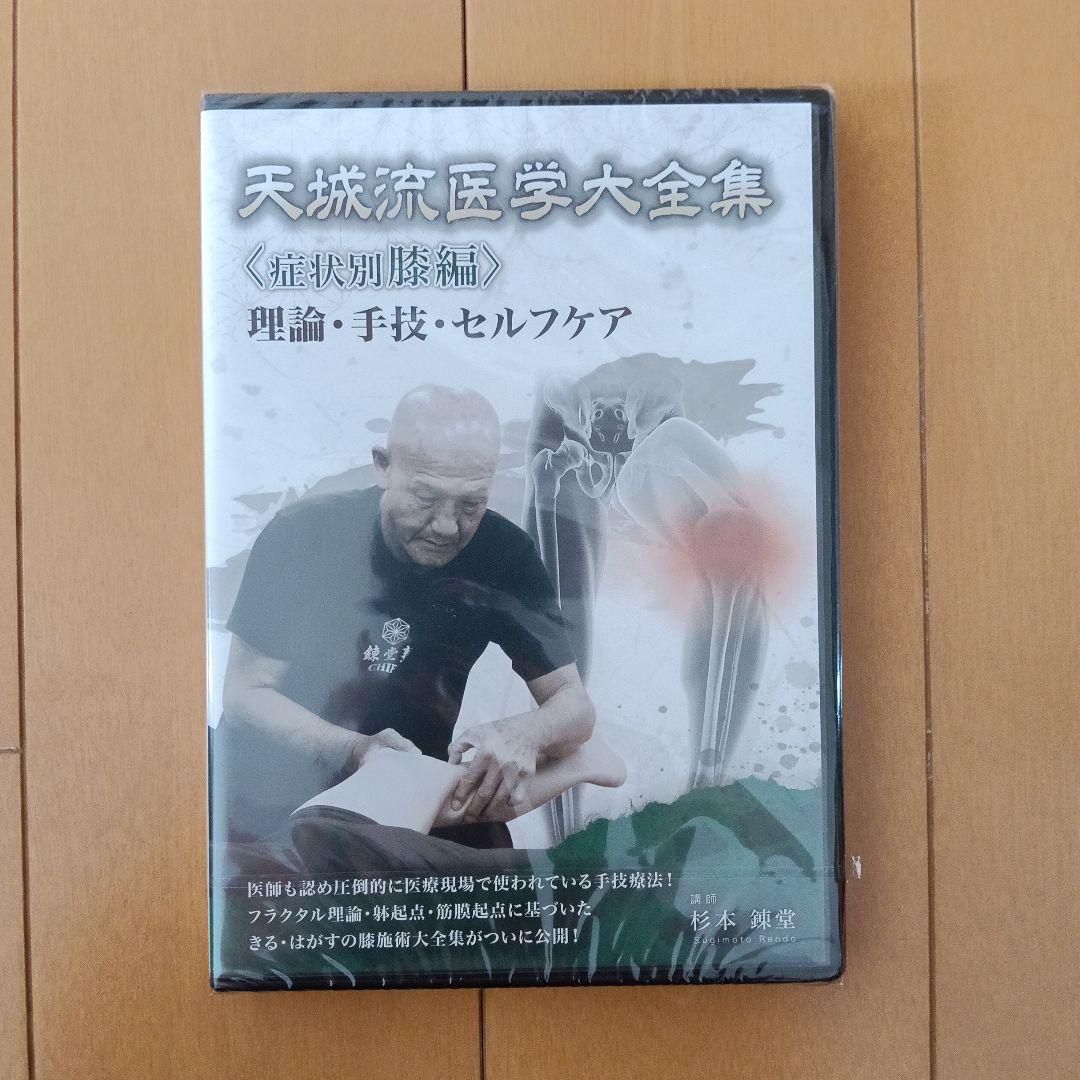 天城流医学大全集
〈症状別膝編〉
理論・手技・セルフケア
錬堂
CHIE
医師も認め圧倒的に医療現場で使われている手技療法！
フラクタル理論・躰起点・筋膜起点に基づいた
きる・はがすの膝施術大全集がついに公開！
講師
杉本 錬堂
Sugimoto Rendo